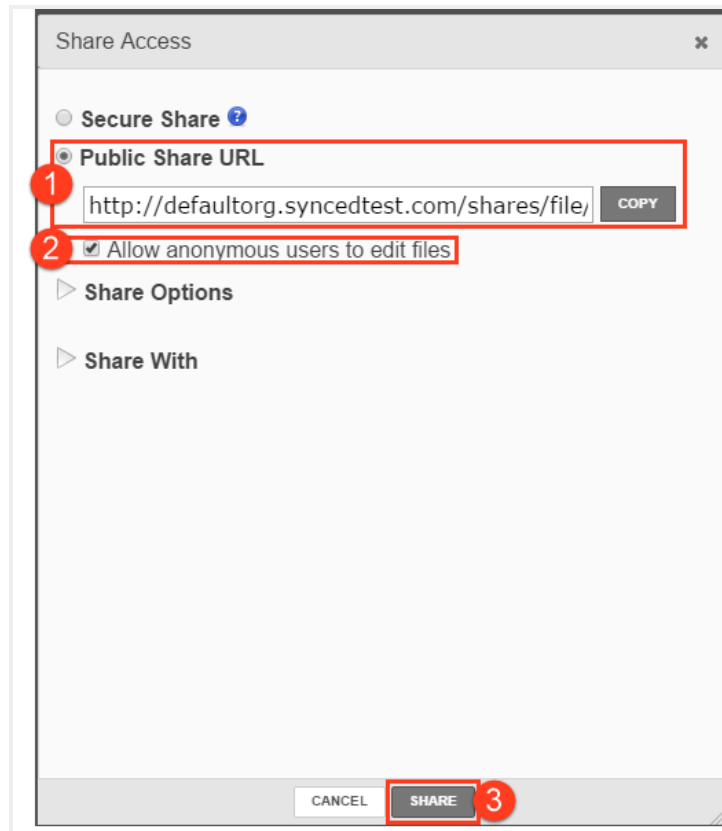 Share Access
Secure Share ?
Public Share URL
1
http://defaultorg.syncedtest.com/shares/file/
COPY
2
Allow anonymous users to edit files
Share Options
Share With
CANCEL
SHARE
3